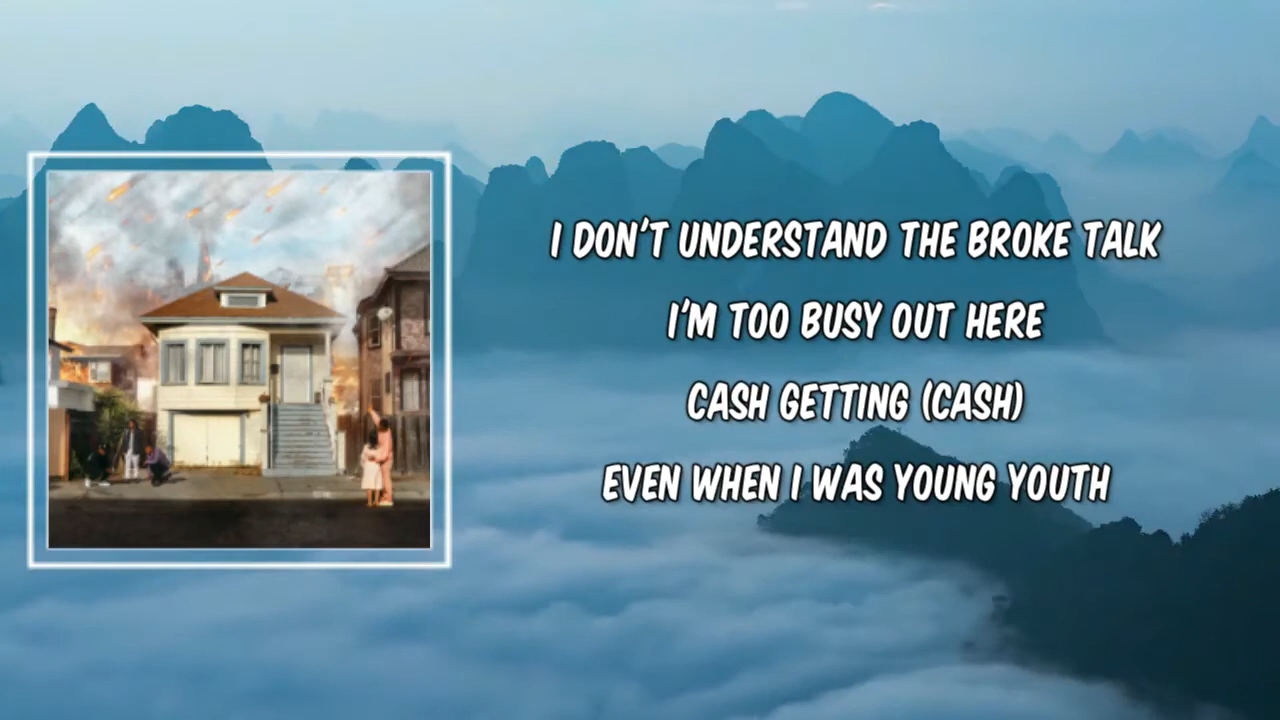 I DON'T UNDERSTAND THE BROKE TALK
I'M TOO BUSY OUT HERE
CASH GETTING (CASH)
EVEN WHEN I WAS YOUNG YOUTH